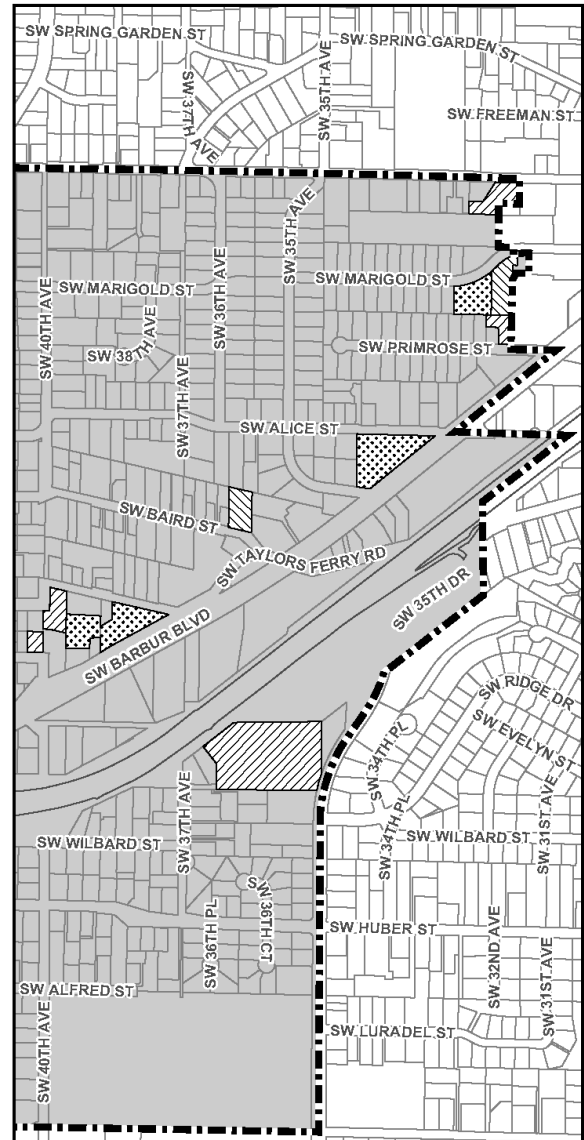 SW SPRING GARDEN ST
SW SPRING GARDEN ST
SW 37TH AVE
SW 35TH AVE
SW FREEMAN ST
SW 40TH AVE
SW MARIGOLD ST
SW 36TH AVE
SW 35TH AVE
SW MARIGOLD ST
SW 38TH AVE
SW 37TH AVE
SW PRIMROSE ST
SW ALICE ST
SW BAIRD ST
SW TAYLORS FERRY RD
SW BARBUR BLVD
SW 35TH DR
SW RIDGE DR
SW EVELYN ST
SW 34TH PL
SW 34TH PL
SW 31ST AVE
SW WILBARD ST
SW 37TH AVE
SW WILBARD ST
SW 36TH PL
SW 36TH CT
SW HUBER ST
SW 32ND AVE
SW 31ST AVE
SW ALFRED ST
SW 40TH AVE
SW LURADEL ST